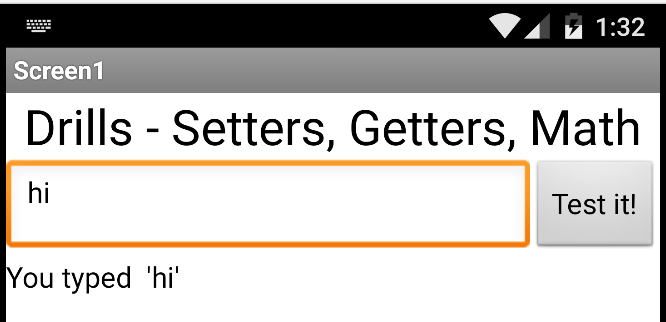 1:32
Screen1
Drills - Setters, Getters, Math
hi
Test it!
You typed  'hi'